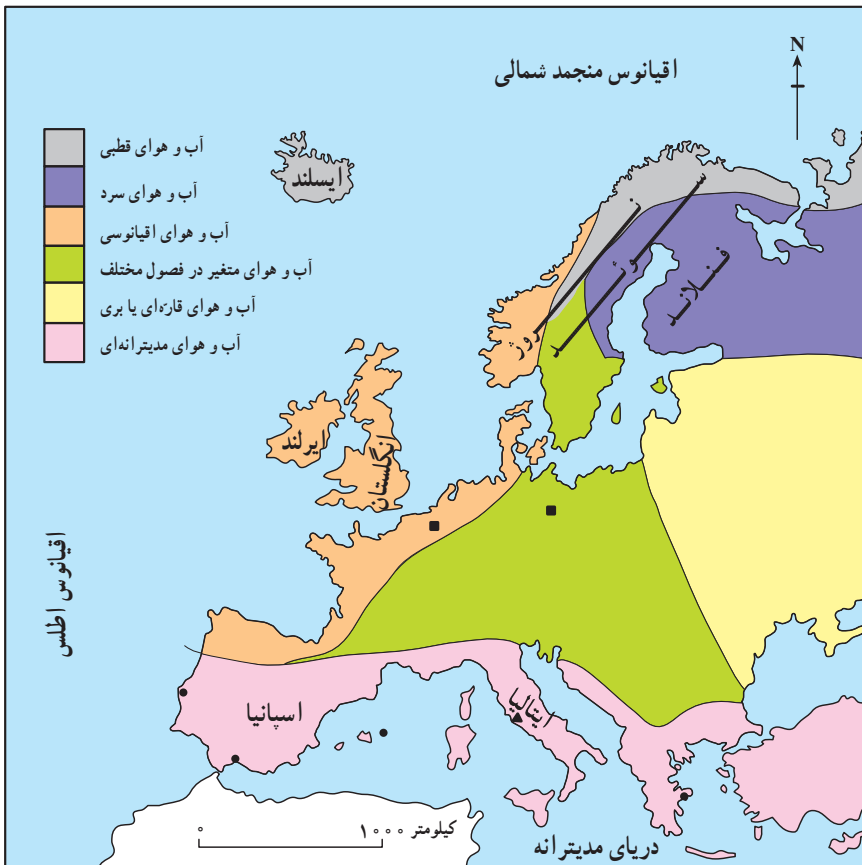 اقیانوس منجمد شمالی
N
آب و هوای قطبی
آب و هوای سرد
آب و هوای اقیانوسی
آب و هوای متغیر در فصول مختلف
آب و هوای قاره‌ای یا بری
آب و هوای مدیترانه‌ای
ایسلند
نروژ
سوئد
فنلاند
ایرلند
انگلستان
اقیانوس اطلس
اسپانیا
ایتالیا
۰ ۱۰۰۰ کیلومتر
دریای مدیترانه